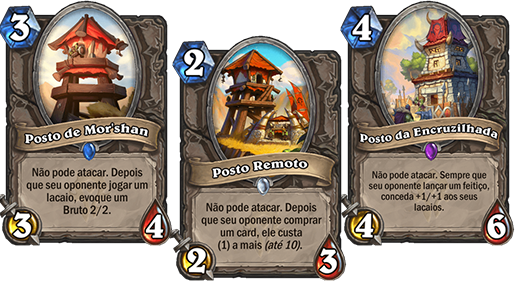 3
Posto de Mor'shan
Não pode atacar. Depois
que seu oponente jogar um
lacaio, evoque um
Bruto 2/2.
3
4
2
Posto Remoto
Não pode atacar. Depois
que seu oponente comprar
um card, ele custa
(1) a mais (até 10).
2
3
4
Posto da Encruzilhada
Não pode atacar. Sempre que
seu oponente lançar um feitiço,
conceda +1/+1 aos seus
lacaios.
4
6